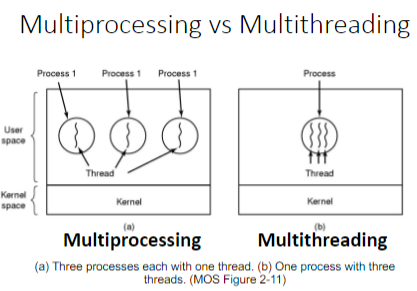 Multiprocessing vs Multithreading
Process 1 Process 1 Process 1
Process
User
space
Thread
Thread
Kernel
space
Kernel
Kernel
(a)
(b)
Multiprocessing
Multithreading
(a) Three processes each with one thread. (b) One process with three
threads. (MOS Figure 2-11)